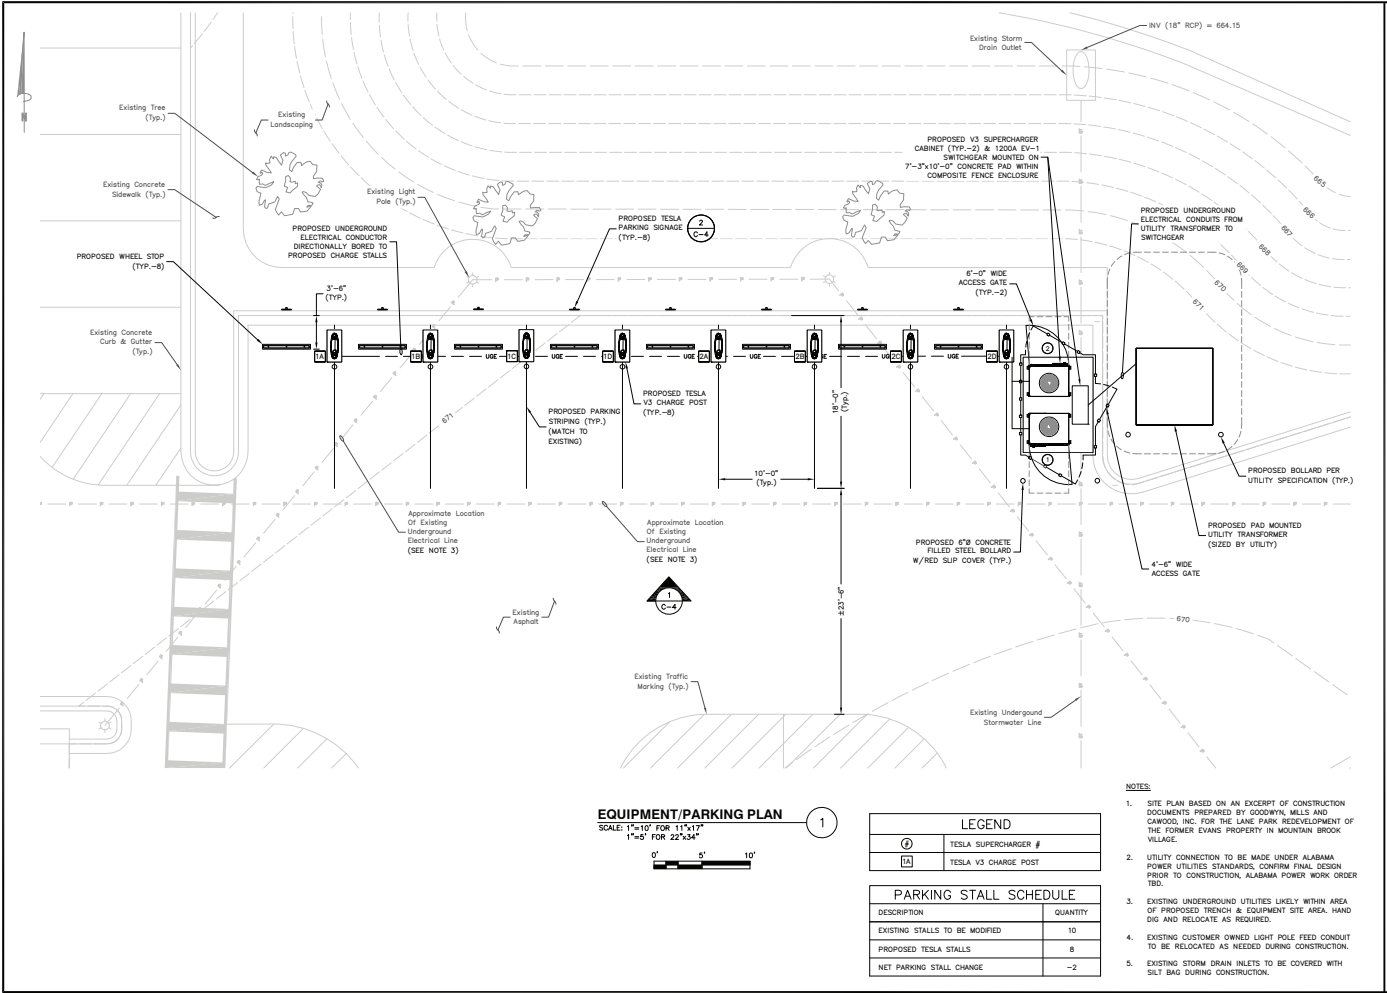 INV (18" RCP) = 664.15
Existing Storm
Drain Outlet
Existing Tree
(Typ.)
Existing
Landscaping
N
PROPOSED V3 SUPERCHARGER
CABINET (TYP.-2) & 1200A EV-1
SWITCHGEAR MOUNTED ON
7'-3"x10'-0" CONCRETE PAD WITHIN
COMPOSITE FENCE ENCLOSURE
Existing Concrete
Sidewalk (Typ.)
Existing Light
Pole (Typ.)
665
666
667
668
669
670
671
PROPOSED UNDERGROUND
ELECTRICAL CONDUITS FROM
UTILITY TRANSFORMER TO
SWITCHGEAR
PROPOSED UNDERGROUND
ELECTRICAL CONDUCTOR
DIRECTIONALLY BORED TO
PROPOSED CHARGE STALLS
PROPOSED TESLA
PARKING SIGNAGE
(TYP.-8)
2
C-4
PROPOSED WHEEL STOP
(TYP.-8)
3'-6"
(TYP.)
6'-0" WIDE
ACCESS GATE
(TYP.-2)
Existing Concrete
Curb & Gutter
(Typ.)
1A
1B
1C
1D
2A
2B
2C
2D
UGE
UGE
UGE
UGE
2
1
671
PROPOSED PARKING
STRIPING (TYP.)
(MATCH TO
EXISTING)
PROPOSED TESLA
V3 CHARGE POST
(TYP.-8)
18'-0"
(Typ.)
10'-0"
(Typ.)
PROPOSED BOLLARD PER
UTILITY SPECIFICATION (TYP.)
Approximate Location
Of Existing
Underground
Electrical Line
(SEE NOTE 3)
Approximate Location
Of Existing
Underground
Electrical Line
(SEE NOTE 3)
PROPOSED 6"Ø CONCRETE
FILLED STEEL BOLLARD
W/RED SLIP COVER (TYP.)
PROPOSED PAD MOUNTED
UTILITY TRANSFORMER
(SIZED BY UTILITY)
4'-6" WIDE
ACCESS GATE
1
C-4
±23'-6"
Existing
Asphalt
670
Existing Traffic
Marking (Typ.)
Existing Undergound
Stormwater Line
EQUIPMENT/PARKING PLAN
1
SCALE: 1"=10' FOR 11"x17"
1"=5' FOR 22"x34"
0' 5' 10'
LEGEND
# TESLA SUPERCHARGER #
1A TESLA V3 CHARGE POST
PARKING STALL SCHEDULE
DESCRIPTION QUANTITY
EXISTING STALLS TO BE MODIFIED 10
PROPOSED TESLA STALLS 8
NET PARKING STALL CHANGE -2
NOTES:
1. SITE PLAN BASED ON AN EXCERPT OF CONSTRUCTION
DOCUMENTS PREPARED BY GOODWYN, MILLS AND
CAWOOD, INC. FOR THE LANE PARK REDEVELOPMENT OF
THE FORMER EVANS PROPERTY IN MOUNTAIN BROOK
VILLAGE.
2. UTILITY CONNECTION TO BE MADE UNDER ALABAMA
POWER UTILITIES STANDARDS, CONFIRM FINAL DESIGN
PRIOR TO CONSTRUCTION, ALABAMA POWER WORK ORDER
TBD.
3. EXISTING UNDERGROUND UTILITIES LIKELY WITHIN AREA
OF PROPOSED TRENCH & EQUIPMENT SITE AREA. HAND
DIG AND RELOCATE AS REQUIRED.
4. EXISTING CUSTOMER OWNED LIGHT POLE FEED CONDUIT
TO BE RELOCATED AS NEEDED DURING CONSTRUCTION.
5. EXISTING STORM DRAIN INLETS TO BE COVERED WITH
SILT BAG DURING CONSTRUCTION.